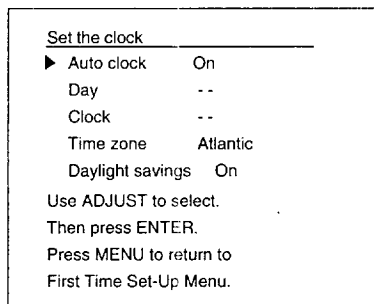 Set the clock
▶ Auto clock On
Day - -
Clock - -
Time zone Atlantic
Daylight savings On
Use ADJUST to select.
Then press ENTER.
Press MENU to return to
First Time Set-Up Menu.